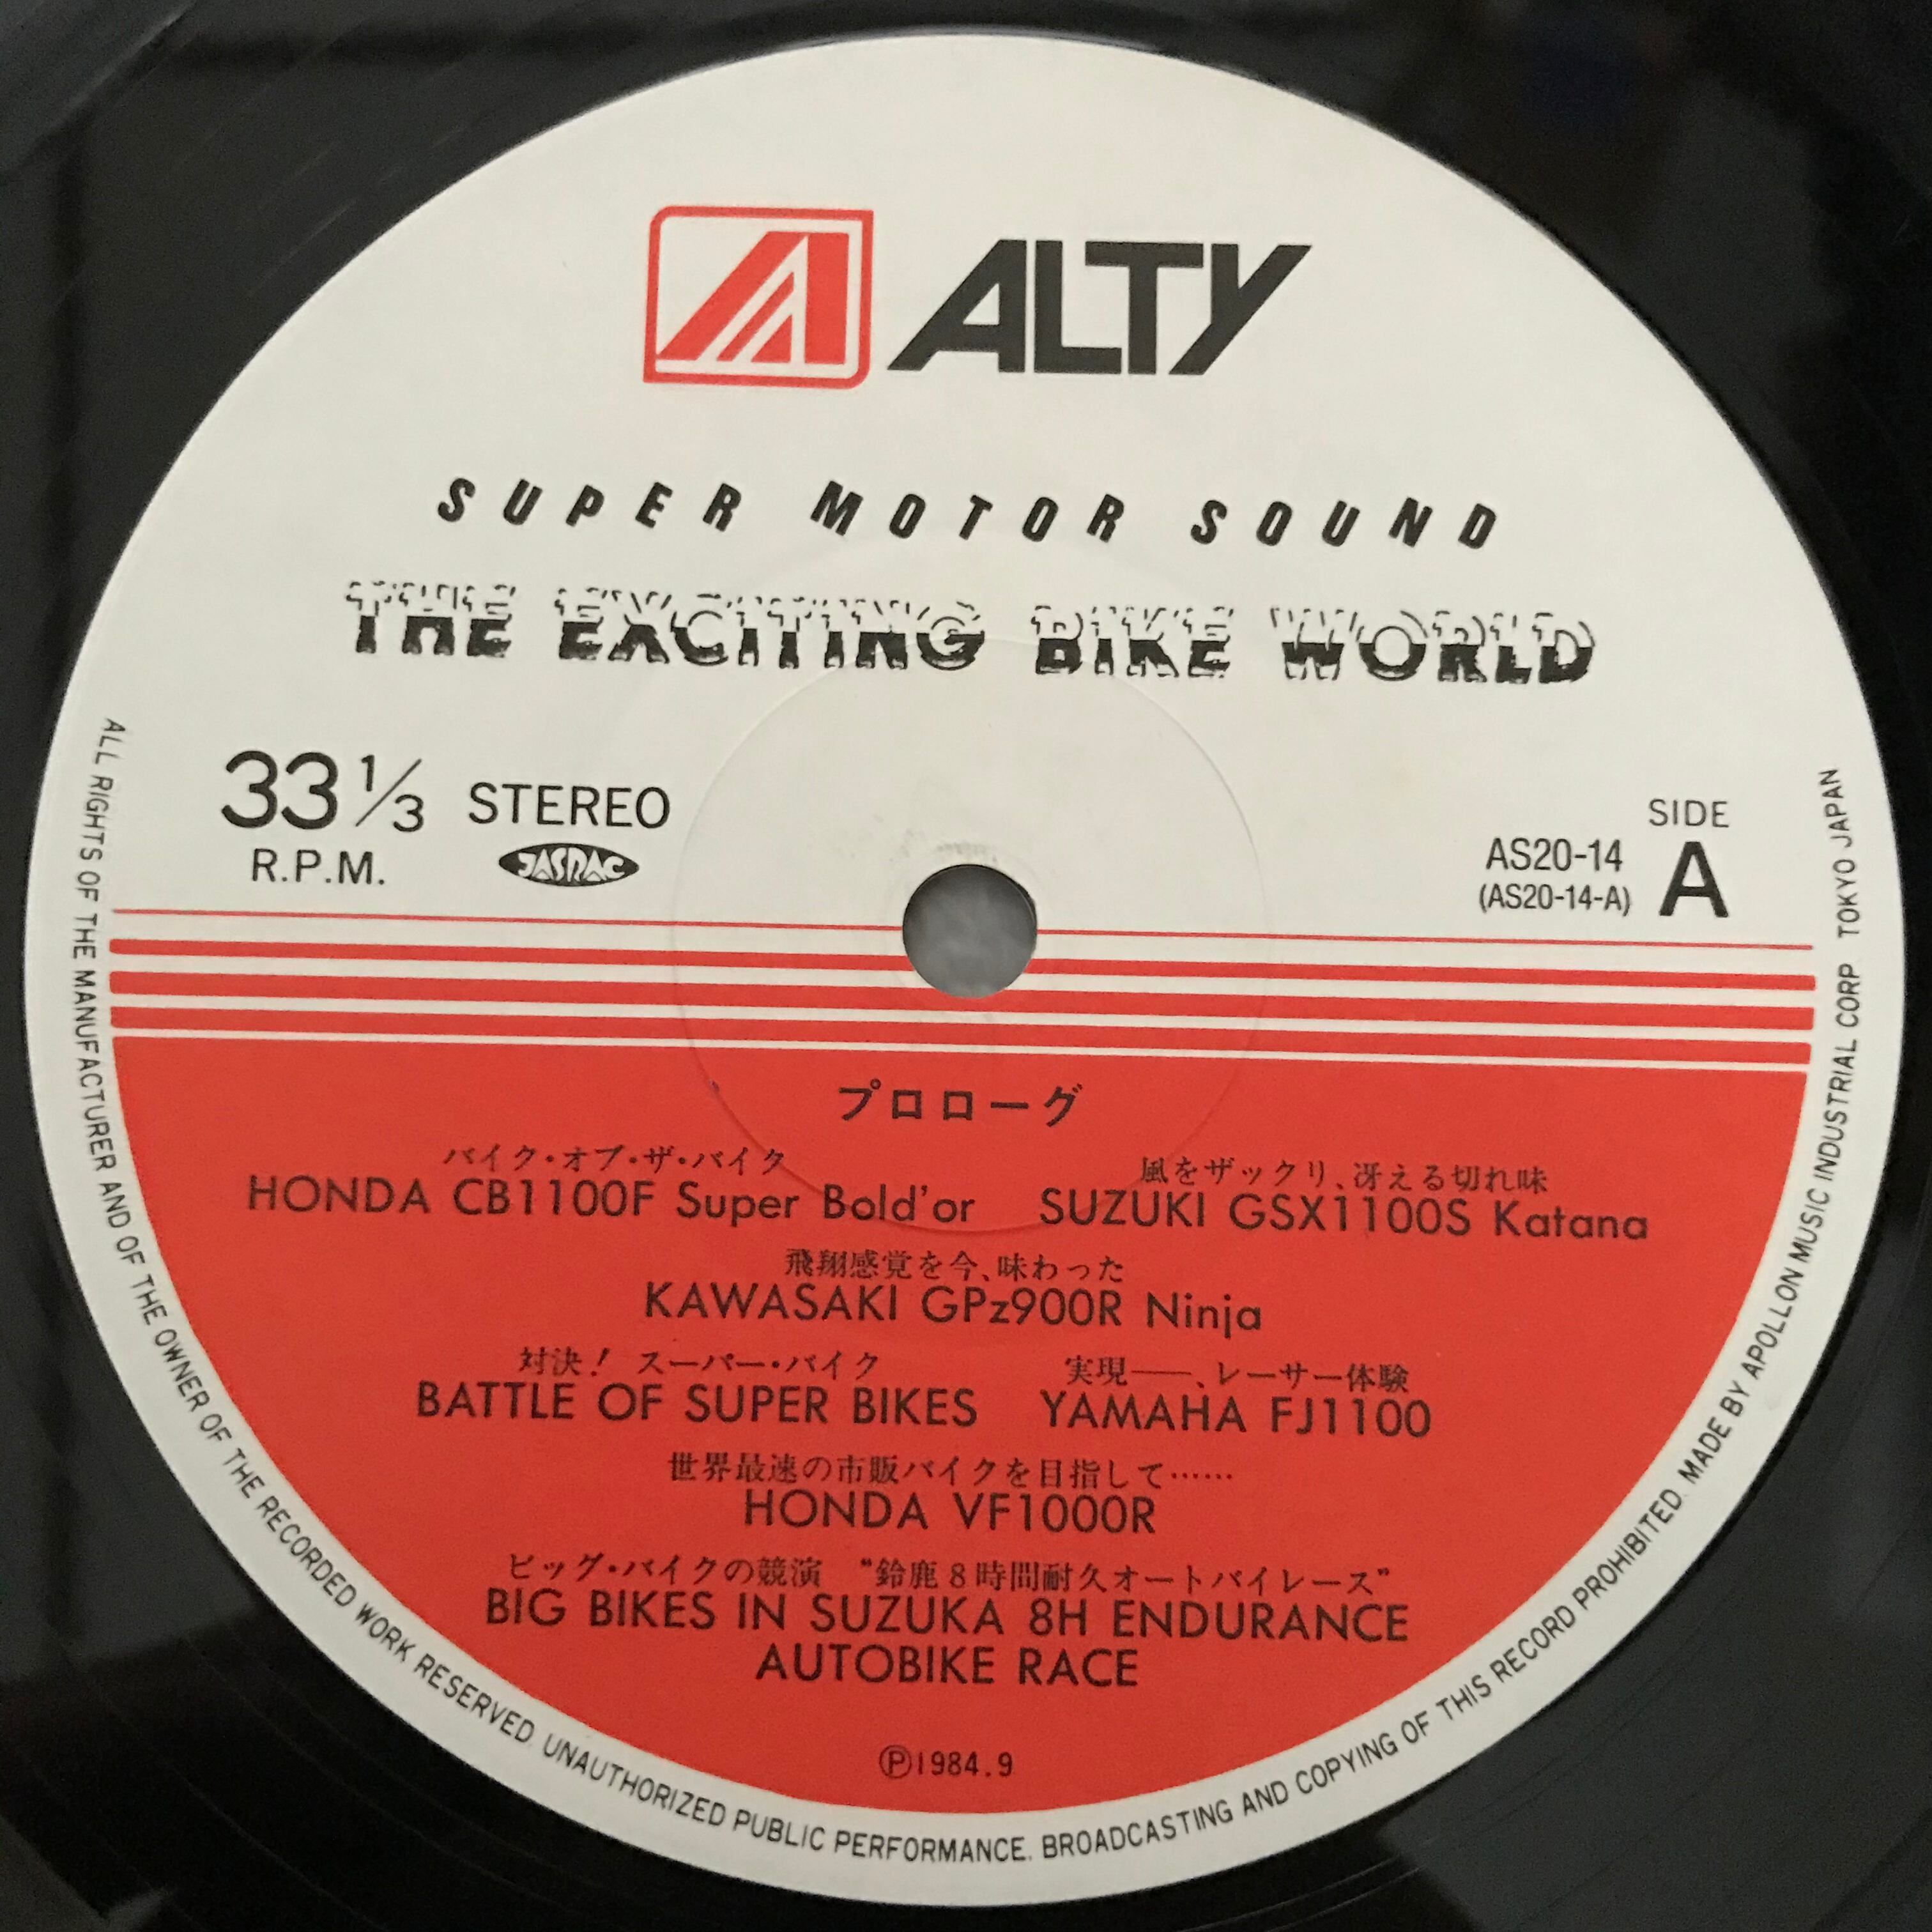 ALTY
SUPER MOTOR SOUND
THE EXCITING BIKE WORLD
33 1/3 STEREO
R.P.M.
JASRAC
SIDE
AS20-14
(AS20-14-A)
A
プロローグ
バイク・オブ・ザ・バイク
HONDA CB1100F Super Bold'or
風をザックリ、冴える切れ味
SUZUKI GSX1100S Katana
飛翔感覚を今、味わった
KAWASAKI GPz900R Ninja
対決! スーパー・バイク
BATTLE OF SUPER BIKES
実現——、レーサー体験
YAMAHA FJ1100
世界最速の市販バイクを目指して……
HONDA VF1000R
ビッグ・バイクの競演 “鈴鹿8時間耐久オートバイレース”
BIG BIKES IN SUZUKA 8H ENDURANCE
AUTOBIKE RACE
Ⓟ1984.9
ALL RIGHTS OF THE MANUFACTURER AND OF THE OWNER OF THE RECORDED WORK RESERVED. UNAUTHORIZED PUBLIC PERFORMANCE. BROADCASTING AND COPYING OF THIS RECORD PROHIBITED. MADE BY APOLLON MUSIC INDUSTRIAL CORP TOKYO JAPAN